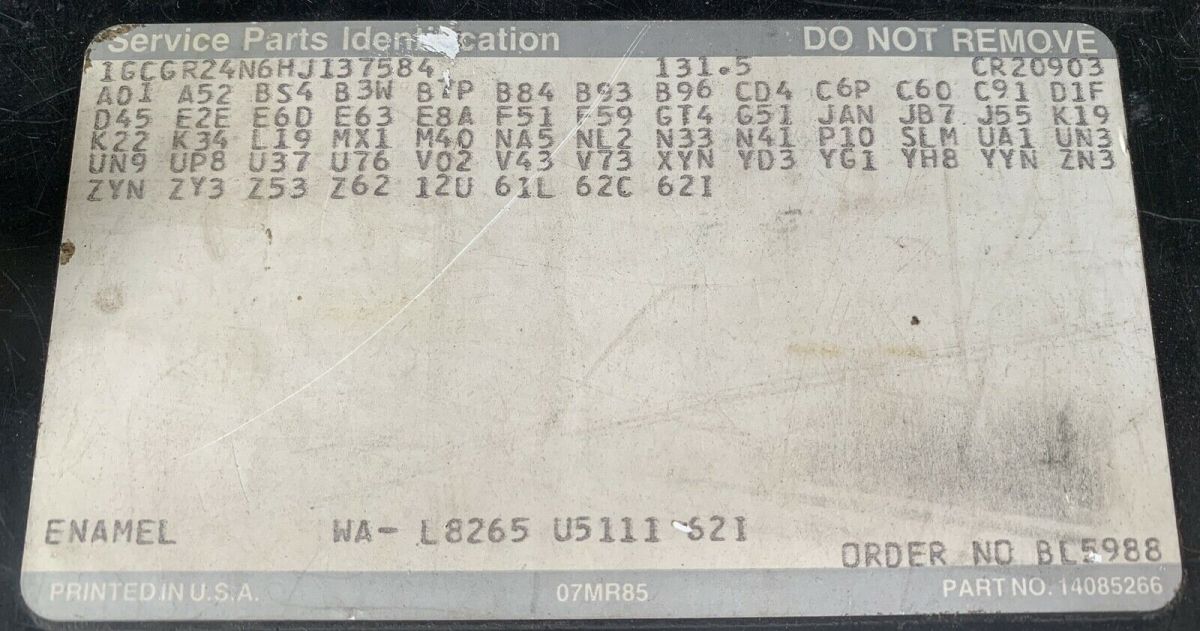 Service Parts Identification DO NOT REMOVE
1GCGR24N6HJ137584 131.5 CR20903
A01 A52 BS4 B3W B84 B93 B96 CD4 C6P C60 C91 D1F
D45 E2E E6D E63 E8A F51 F59 GT4 G51 JAN JB7 J55 K19
K22 K34 L19 MX1 M40 NA5 NL2 N33 N41 P10 SLM UA1 UN3
UN9 UP8 U37 U76 V02 V43 V73 XYN YD3 YG1 YH8 YYN ZN3
ZYN ZY3 Z53 Z62 12U 61L 62C 62I
ENAMEL WA- L8265 U5111 62I
ORDER NO BL5988
PRINTED IN U.S.A. 07MR85 PART NO. 14085266